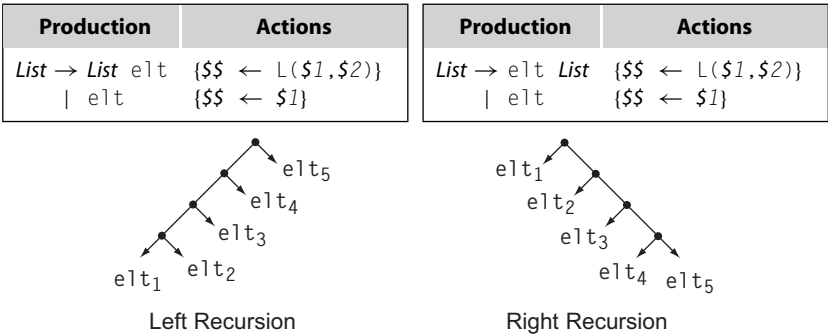 Production Actions
List → List elt {$$ ← L($1,$2)}
| elt {$$ ← $1}
Production Actions
List → elt List {$$ ← L($1,$2)}
| elt {$$ ← $1}
elt5
elt4
elt3
elt1 elt2
Left Recursion
elt1
elt2
elt3
elt4 elt5
Right Recursion